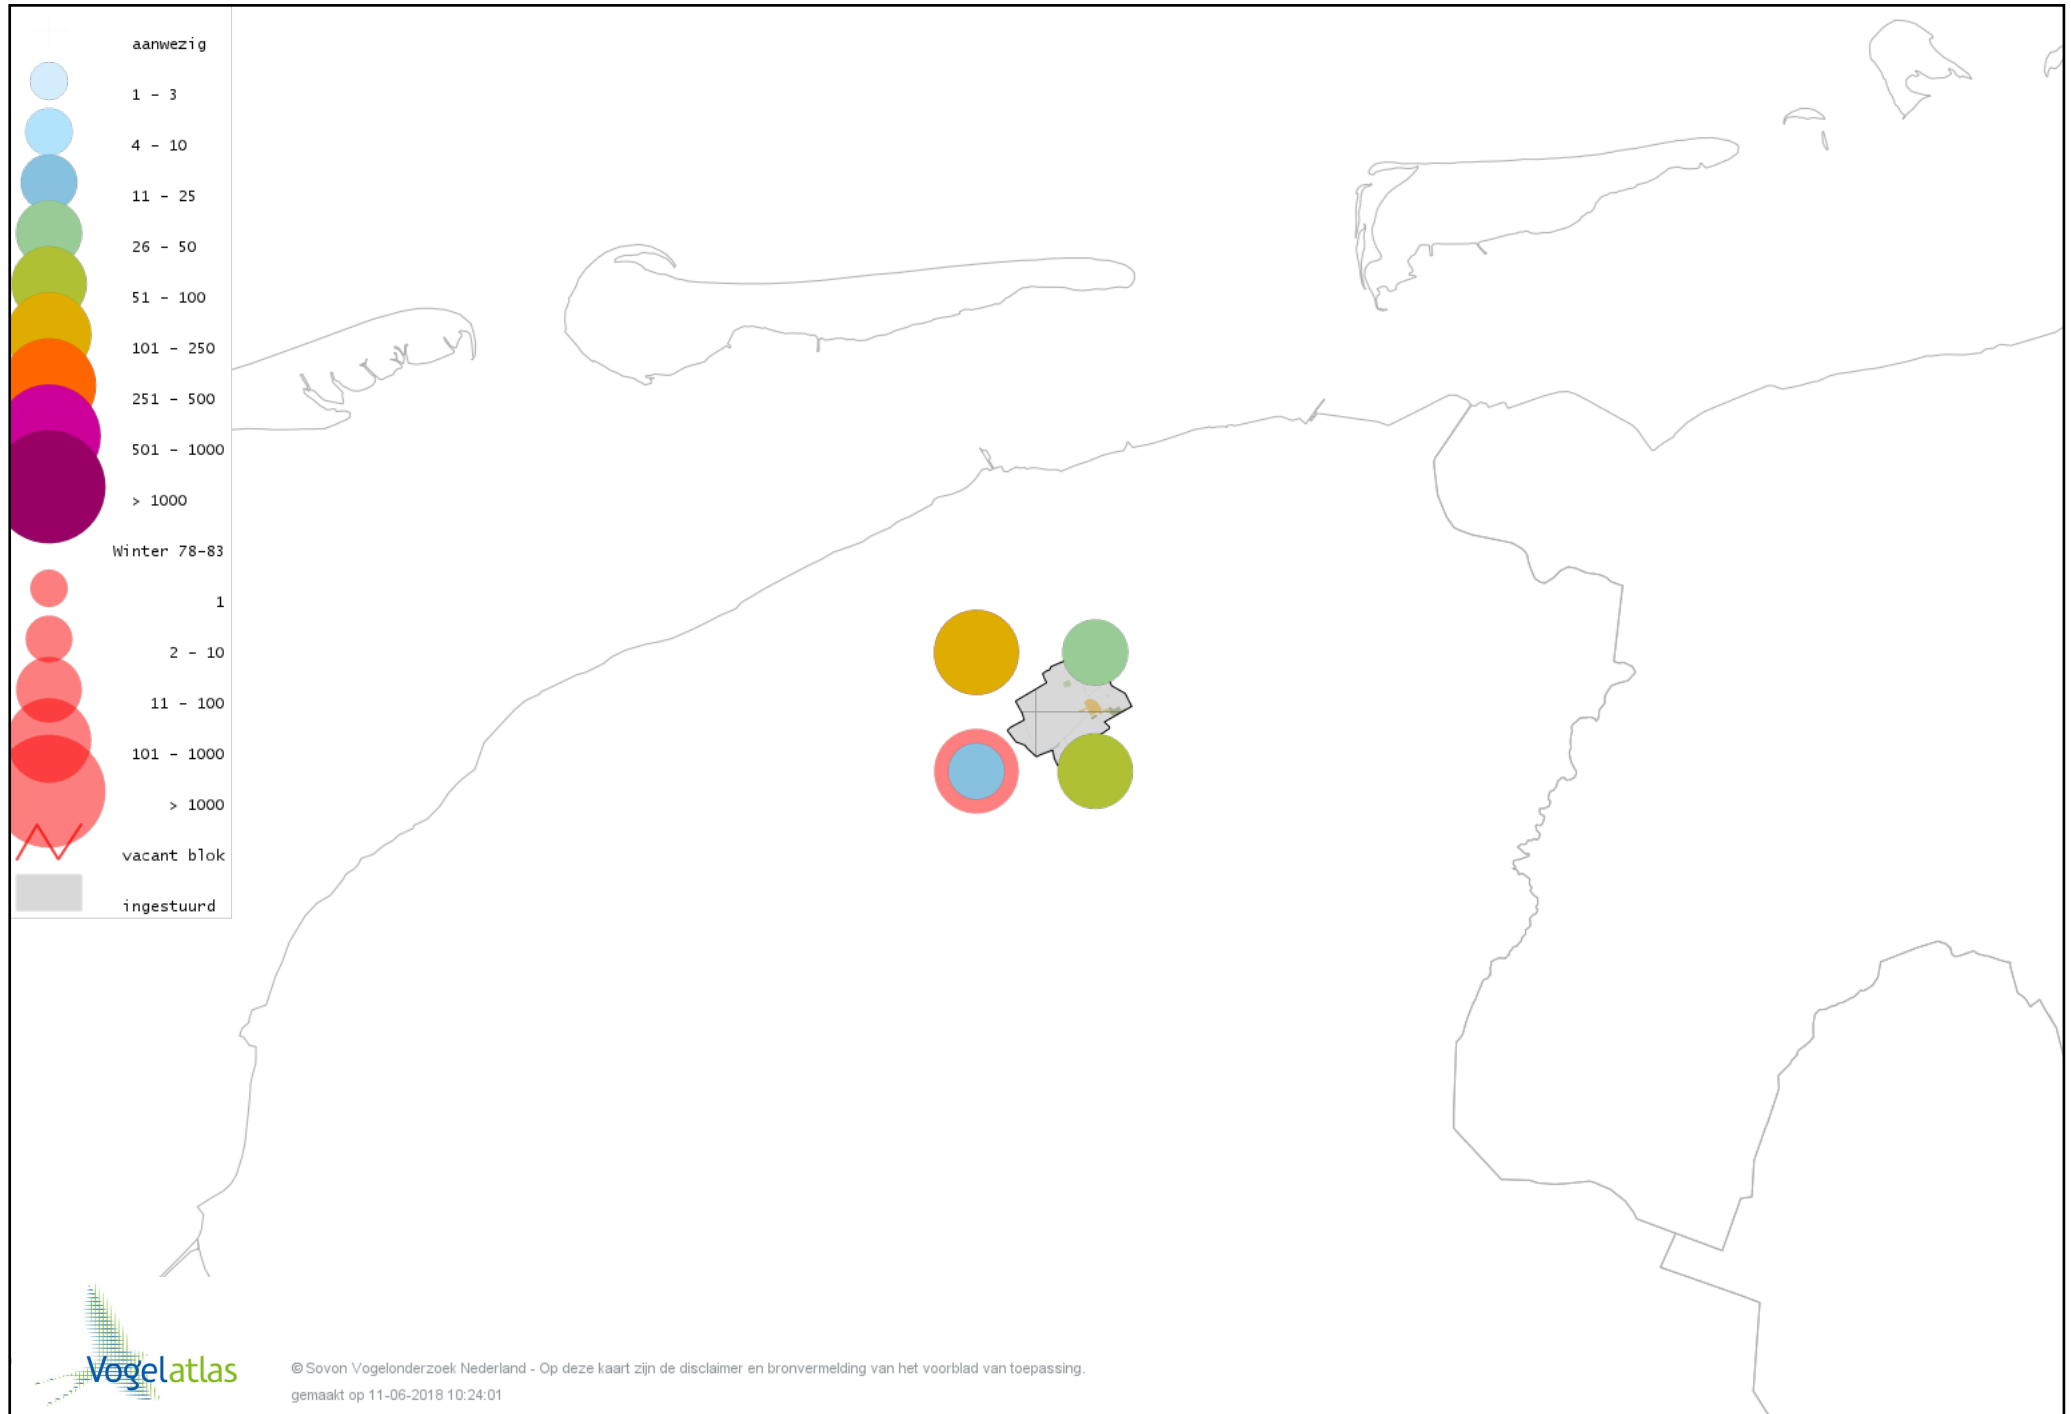 aanwezig
1 - 3
4 - 10
11 - 25
26 - 50
51 - 100
101 - 250
251 - 500
501 - 1000
> 1000
Winter 78-83
1
2 - 10
11 - 100
101 - 1000
> 1000
vacant blok
ingestuurd
Vogelatlas
© Sovon Vogelonderzoek Nederland - Op deze kaart zijn de disclaimer en bronvermelding van het voorblad van toepassing.
gemaakt op 11-06-2018 10:24:01